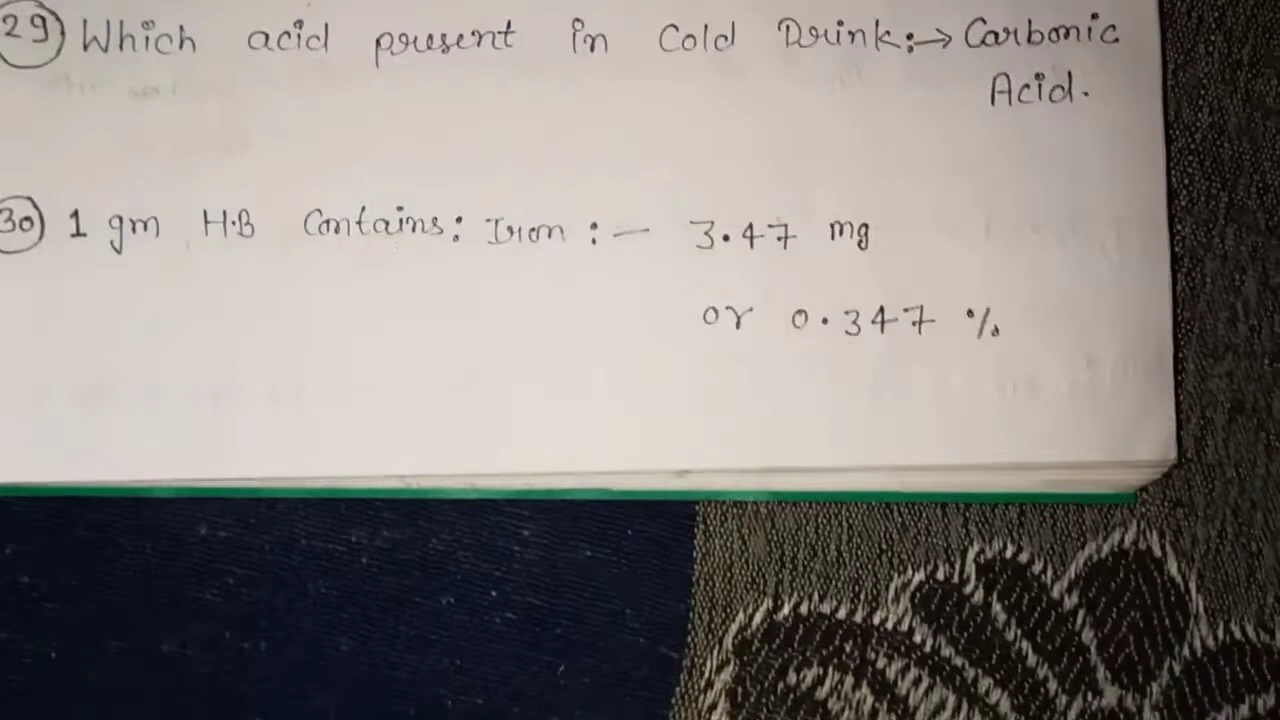 29) Which acid present in Cold Drink:→ Carbonic
Acid.
30) 1 gm H.B Contains: Iron :- 3.47 mg
or 0.347 %